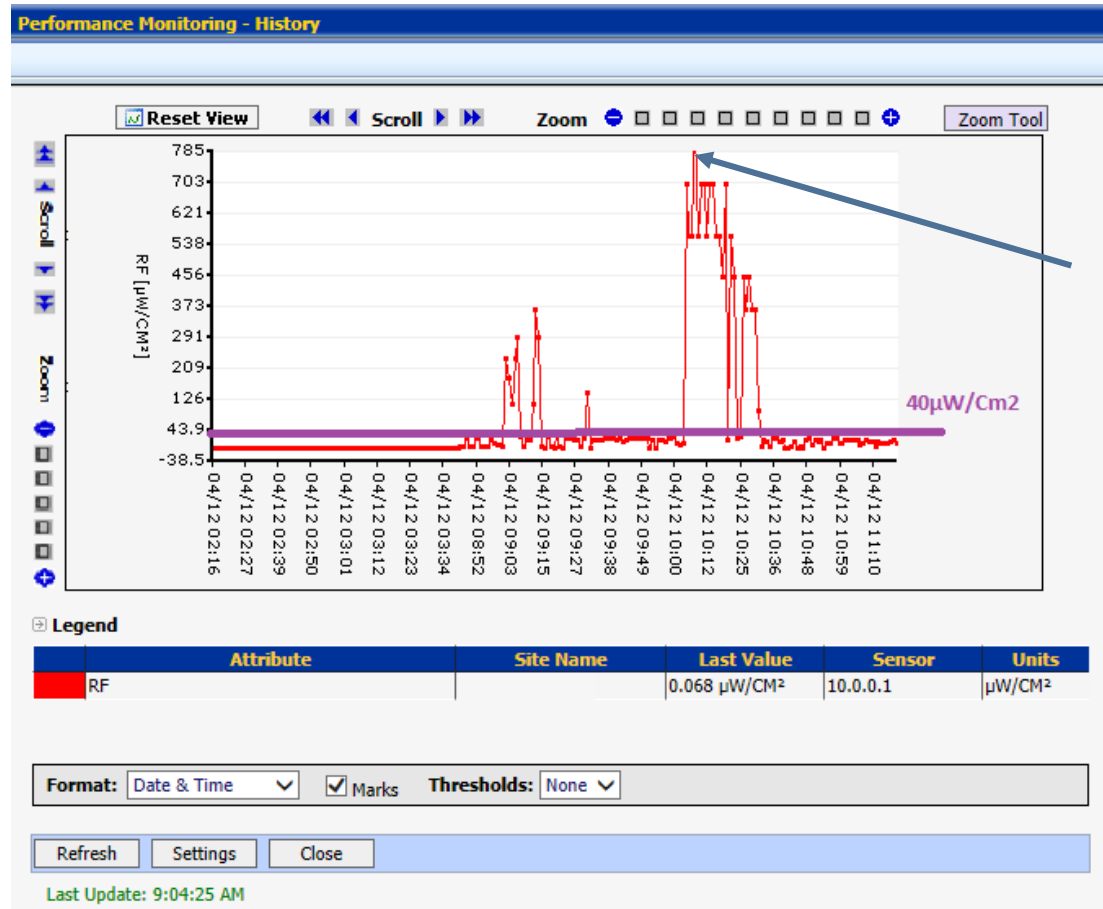 Performance Monitoring - History
Reset View Scroll Zoom Zoom Tool
Scroll
Zoom
RF [µW/CM²]
785
703
621
538
456
373
291
209
126
43.9
-38.5
40µW/Cm2
04/12 02:16
04/12 02:27
04/12 02:39
04/12 02:50
04/12 03:01
04/12 03:12
04/12 03:23
04/12 03:34
04/12 08:52
04/12 09:03
04/12 09:15
04/12 09:27
04/12 09:38
04/12 09:49
04/12 10:00
04/12 10:12
04/12 10:25
04/12 10:36
04/12 10:48
04/12 10:59
04/12 11:10
Legend
Attribute Site Name Last Value Sensor Units
RF 0.068 µW/CM² 10.0.0.1 µW/CM²
Format: Date & Time Marks Thresholds: None
Refresh Settings Close
Last Update: 9:04:25 AM